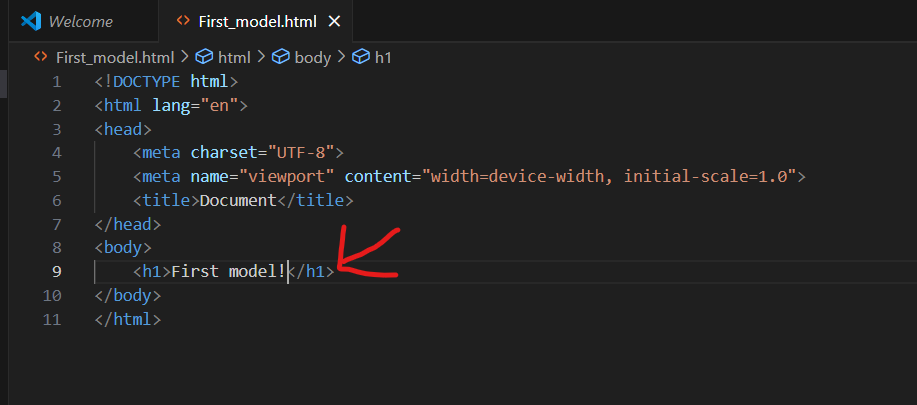 Welcome First_model.html
First_model.html > html > body > h1
1 <!DOCTYPE html>
2 <html lang="en">
3 <head>
4     <meta charset="UTF-8">
5     <meta name="viewport" content="width=device-width, initial-scale=1.0">
6     <title>Document</title>
7 </head>
8 <body>
9     <h1>First model!</h1>
10 </body>
11 </html>